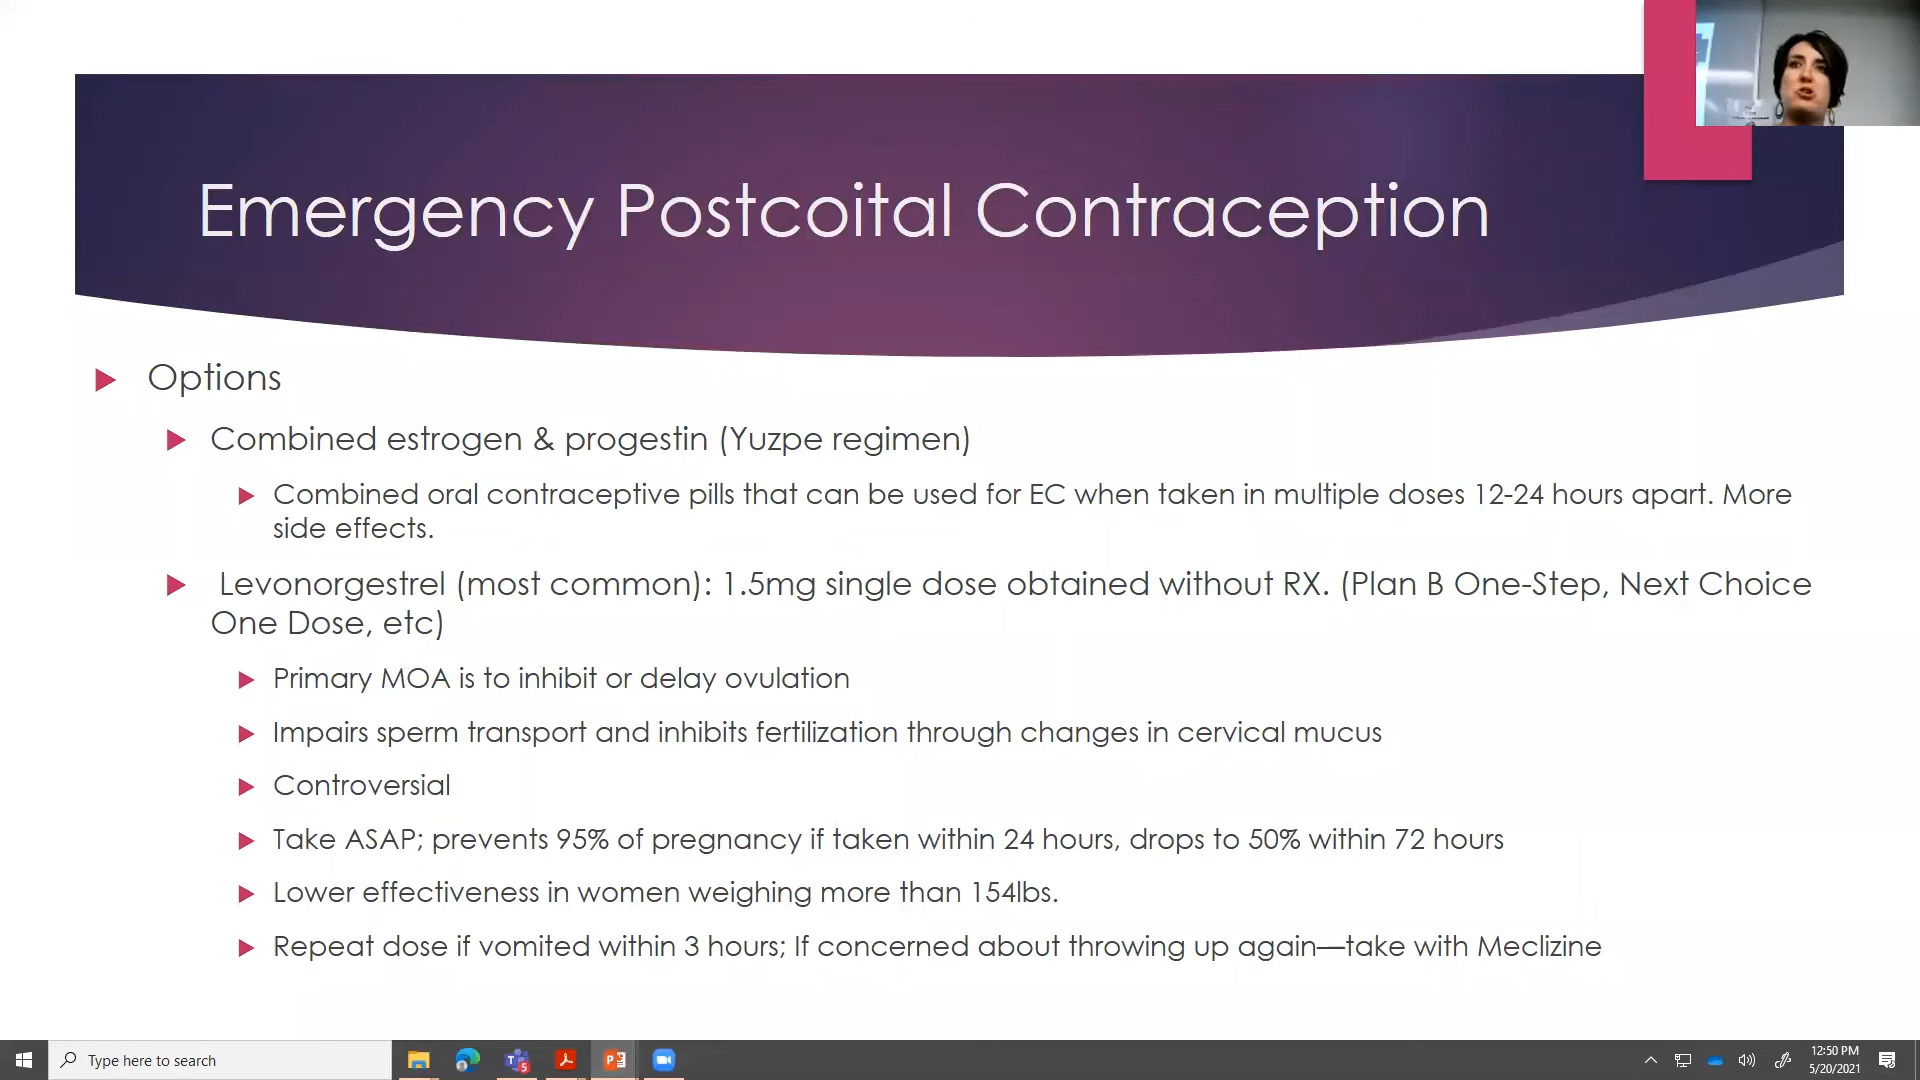 Emergency Postcoital Contraception
Options
Combined estrogen & progestin (Yuzpe regimen)
Combined oral contraceptive pills that can be used for EC when taken in multiple doses 12-24 hours apart. More
side effects.
Levonorgestrel (most common): 1.5mg single dose obtained without RX. (Plan B One-Step, Next Choice
One Dose, etc)
Primary MOA is to inhibit or delay ovulation
Impairs sperm transport and inhibits fertilization through changes in cervical mucus
Controversial
Take ASAP; prevents 95% of pregnancy if taken within 24 hours, drops to 50% within 72 hours
Lower effectiveness in women weighing more than 154lbs.
Repeat dose if vomited within 3 hours; If concerned about throwing up again—take with Meclizine
Type here to search
12:50 PM
5/20/2021